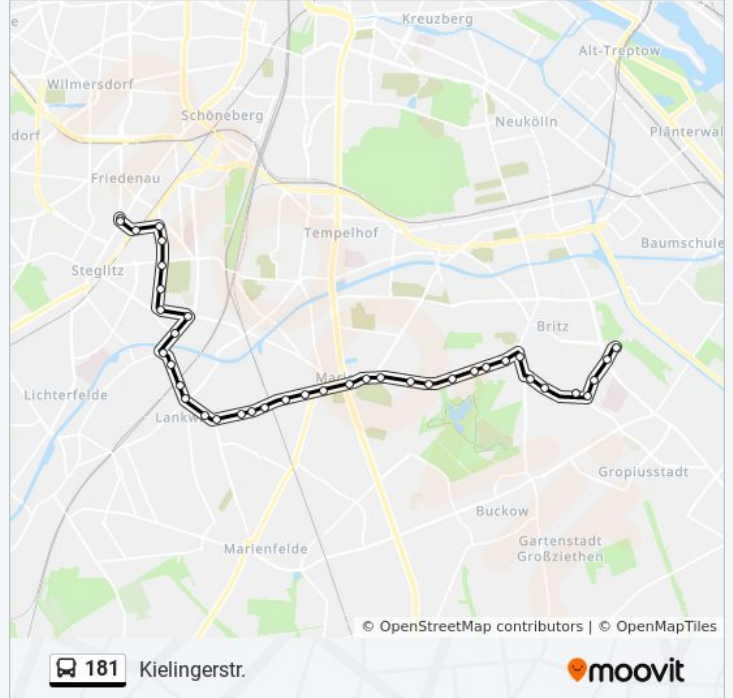 Kreuzberg
e
Alt-Treptow
Wilmersdorf
Schöneberg
Neukölln
dorf
Plänterwal
Friedenau
Tempelhof
Baumschule
Steglitz
Britz
Mari
Lichterfelde
Lankw
Gropiusstadt
Buckow
Gartenstadt
Großziethen
Marienfelde
© OpenStreetMap contributors | © OpenMapTiles
181 Kielingerstr.
moovit